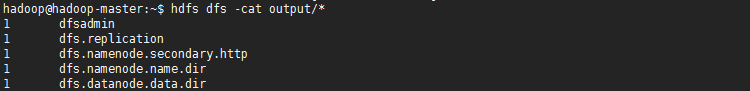 hadoop@hadoop-master:~$ hdfs dfs -cat output/*
1 dfsadmin
1 dfs.replication
1 dfs.namenode.secondary.http
1 dfs.namenode.name.dir
1 dfs.datanode.data.dir